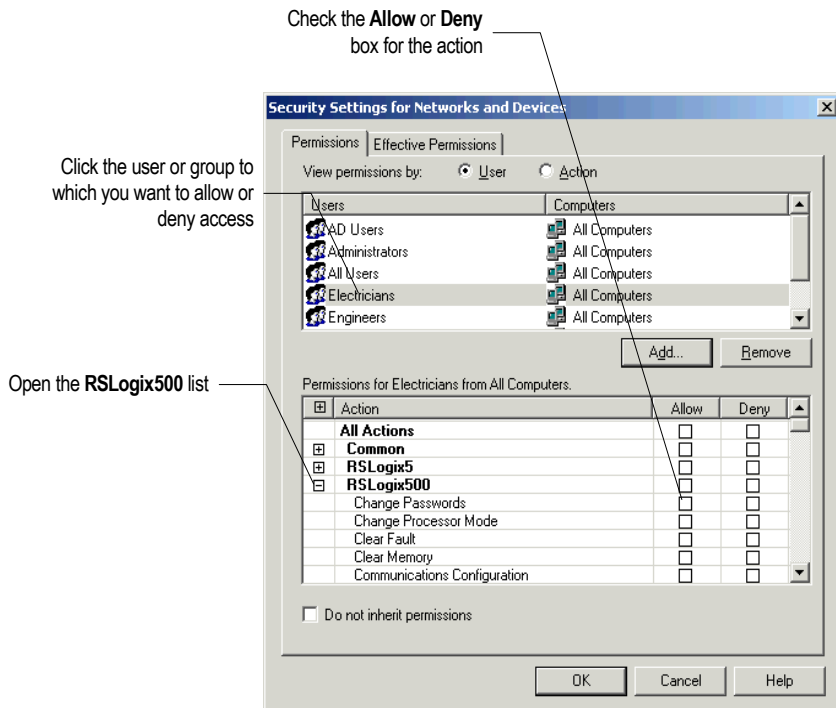 Check the Allow or Deny
box for the action
Security Settings for Networks and Devices
Permissions
Effective Permissions
Click the user or group to
which you want to allow or
deny access
View permissions by:
User
Action
Users
Computers
AD Users
All Computers
Administrators
All Computers
All Users
All Computers
Electricians
All Computers
Engineers
All Computers
Add...
Remove
Open the RSLogix500 list
Permissions for Electricians from All Computers.
Action
Allow
Deny
All Actions
Common
RSLogix5
RSLogix500
Change Passwords
Change Processor Mode
Clear Fault
Clear Memory
Communications Configuration
Do not inherit permissions
OK
Cancel
Help